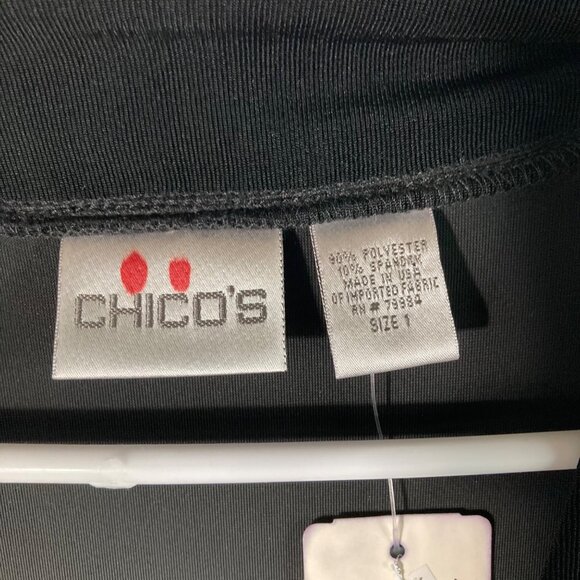 CHICO'S
90% POLYESTER
10% SPANDEX
MADE IN USA
OF IMPORTED FABRIC
RN # 79984
SIZE 1